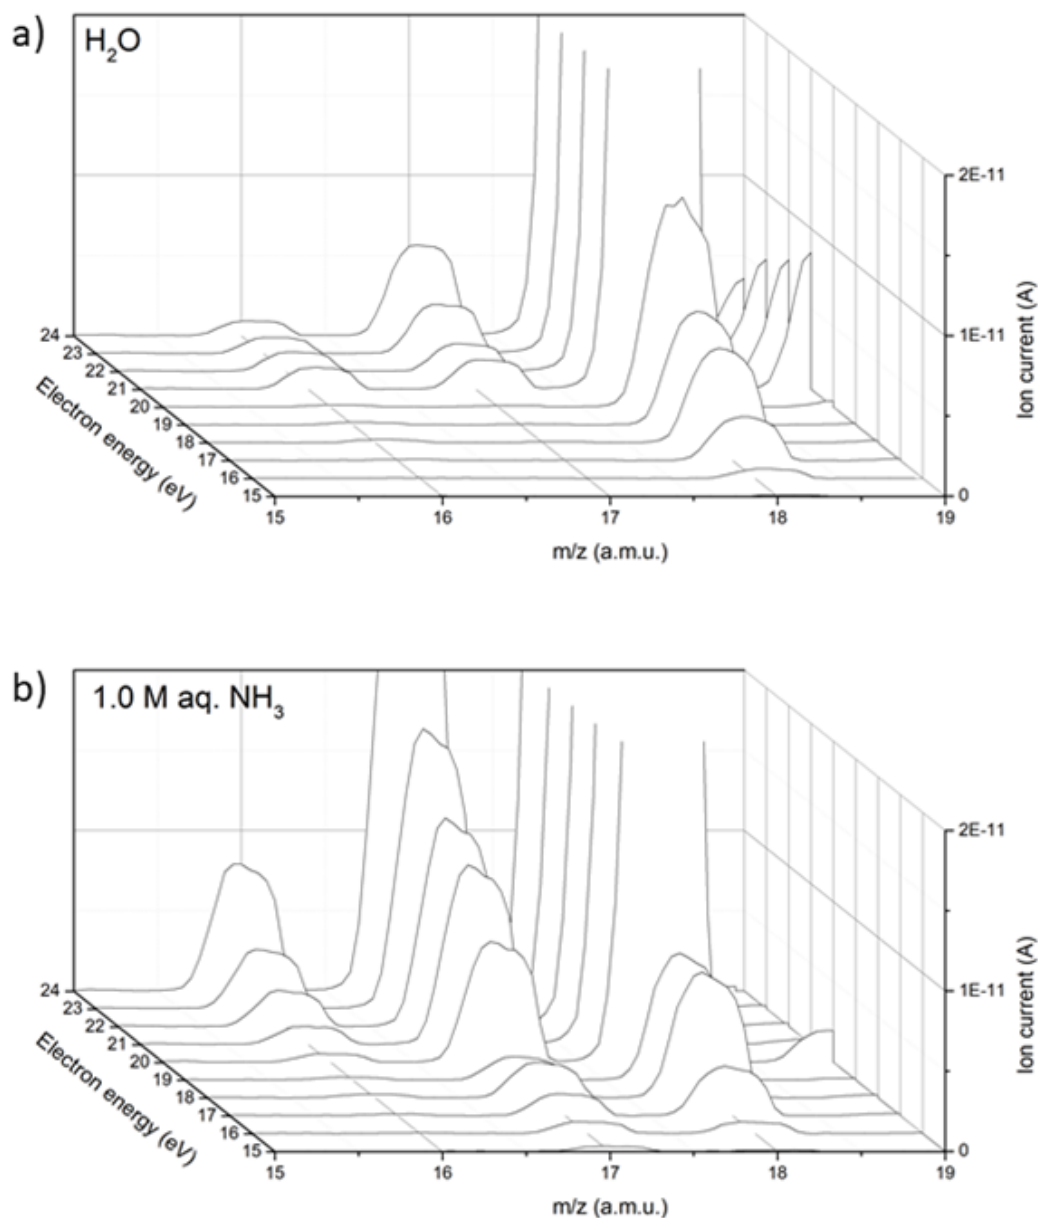 a)
H₂O
2E-11
1E-11
0
Ion current (A)
24
23
22
21
20
19
18
17
16
15
Electron energy (eV)
15 16 17 18 19
m/z (a.m.u.)
b)
1.0 M aq. NH₃
2E-11
1E-11
0
Ion current (A)
24
23
22
21
20
19
18
17
16
15
Electron energy (eV)
15 16 17 18 19
m/z (a.m.u.)